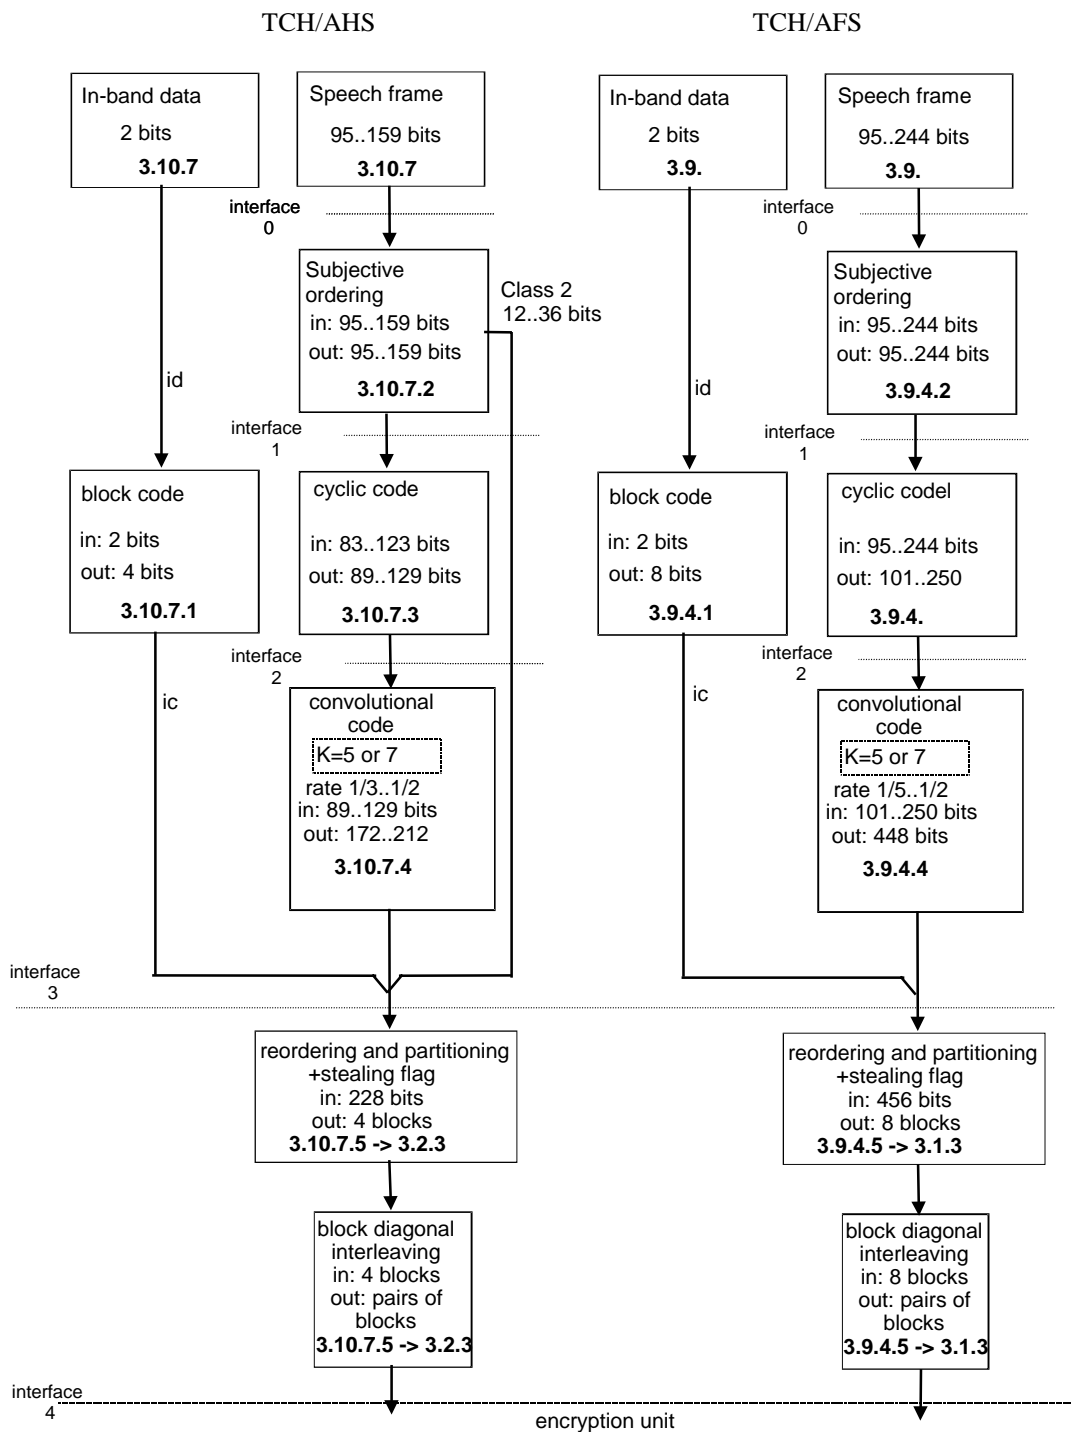 TCH/AHS
In-band data
2 bits
3.10.7
Speech frame
95..159 bits
3.10.7
interface
0
Subjective
ordering
in: 95..159 bits
out: 95..159 bits
3.10.7.2
Class 2
12..36 bits
id
interface
1
block code
in: 2 bits
out: 4 bits
3.10.7.1
cyclic code
in: 83..123 bits
out: 89..129 bits
3.10.7.3
interface
2
ic
convolutional
code
K=5 or 7
rate 1/3..1/2
in: 89..129 bits
out: 172..212
3.10.7.4
interface
3
reordering and partitioning
+stealing flag
in: 228 bits
out: 4 blocks
3.10.7.5 -> 3.2.3
block diagonal
interleaving
in: 4 blocks
out: pairs of
blocks
3.10.7.5 -> 3.2.3
TCH/AFS
In-band data
2 bits
3.9.
Speech frame
95..244 bits
3.9.
interface
0
Subjective
ordering
in: 95..244 bits
out: 95..244 bits
3.9.4.2
id
interface
1
block code
in: 2 bits
out: 8 bits
3.9.4.1
cyclic codel
in: 95..244 bits
out: 101..250
3.9.4.
interface
2
ic
convolutional
code
K=5 or 7
rate 1/5..1/2
in: 101..250 bits
out: 448 bits
3.9.4.4
reordering and partitioning
+stealing flag
in: 456 bits
out: 8 blocks
3.9.4.5 -> 3.1.3
block diagonal
interleaving
in: 8 blocks
out: pairs of
blocks
3.9.4.5 -> 3.1.3
interface
4
encryption unit